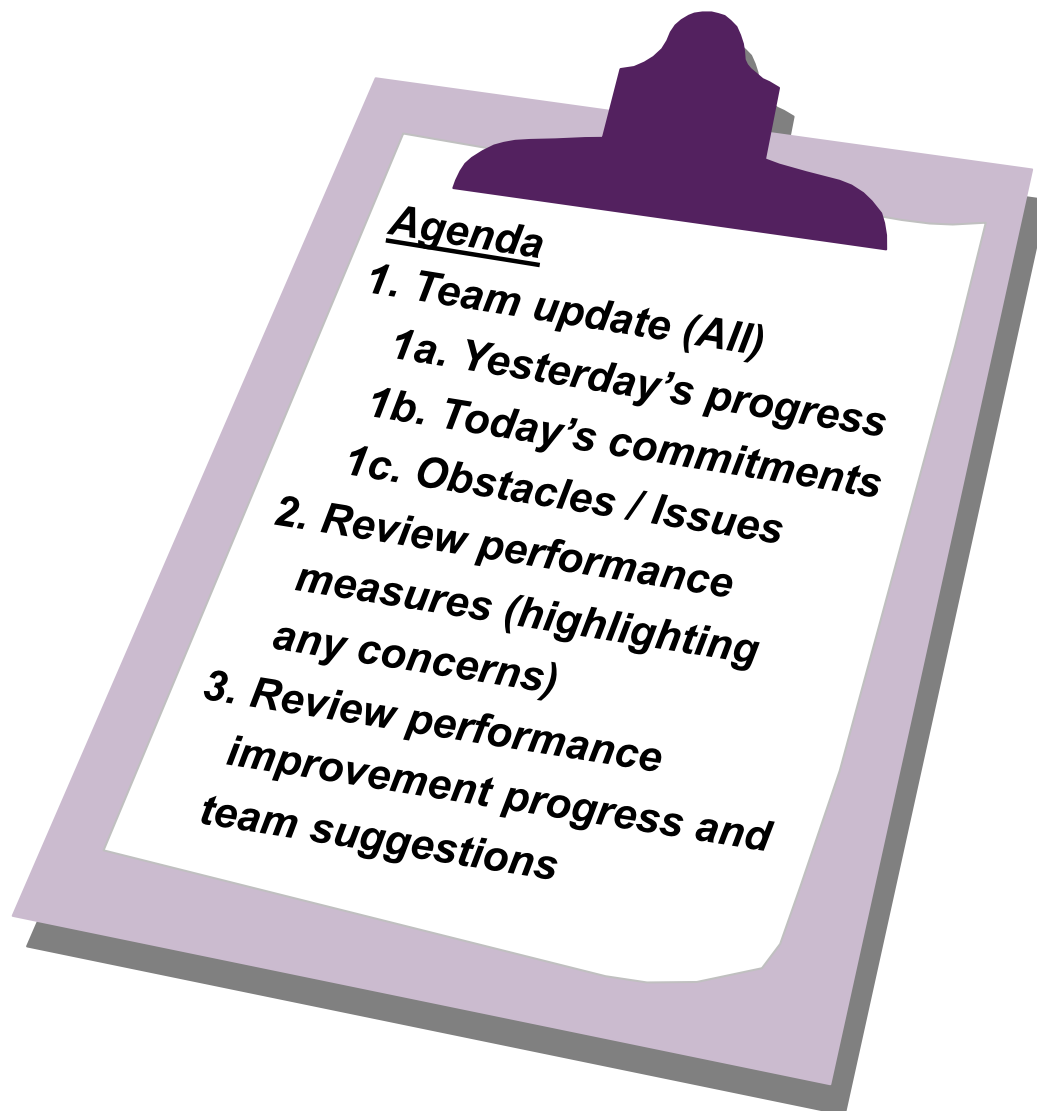 Agenda
1. Team update (All)
1a. Yesterday’s progress
1b. Today’s commitments
1c. Obstacles / Issues
2. Review performance
measures (highlighting
any concerns)
3. Review performance
improvement progress and
team suggestions